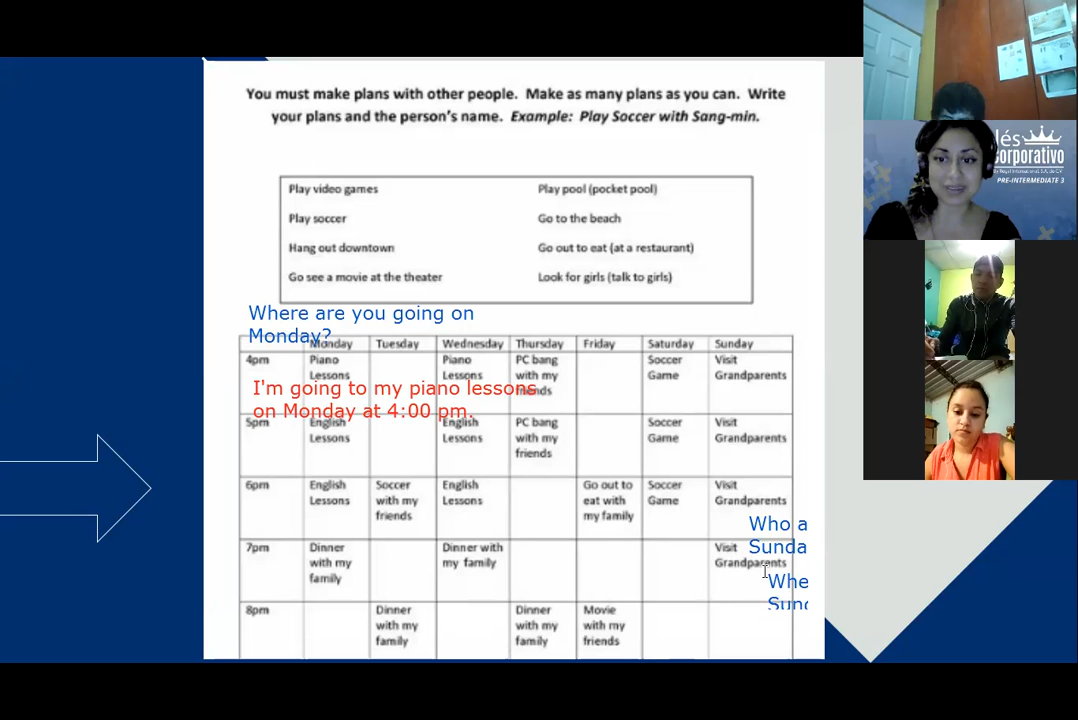 You must make plans with other people. Make as many plans as you can. Write
your plans and the person's name. Example: Play Soccer with Sang-min.
Play video games Play pool (pocket pool)
Play soccer Go to the beach
Hang out downtown Go out to eat (at a restaurant)
Go see a movie at the theater Look for girls (talk to girls)
Where are you going on
Monday?
Monday Tuesday Wednesday Thursday Friday Saturday Sunday
4pm Piano Piano PC bang Soccer Visit
Lessons Lessons with my Game Grandparents
friends
I'm going to my piano lessons
on Monday at 4:00 pm.
5pm English English PC bang Soccer Visit
Lessons Lessons with my Game Grandparents
friends
6pm English Soccer English Go out to Soccer Visit
Lessons with my Lessons eat with Game Grandparents
friends my family
Who a
Sunda
7pm Dinner Dinner with Visit
with my my family Grandparents
family
Whe
Sund
8pm Dinner Dinner Movie
with my with my with my
family family friends
lés
corporativo
PRE-INTERMEDIATE 3